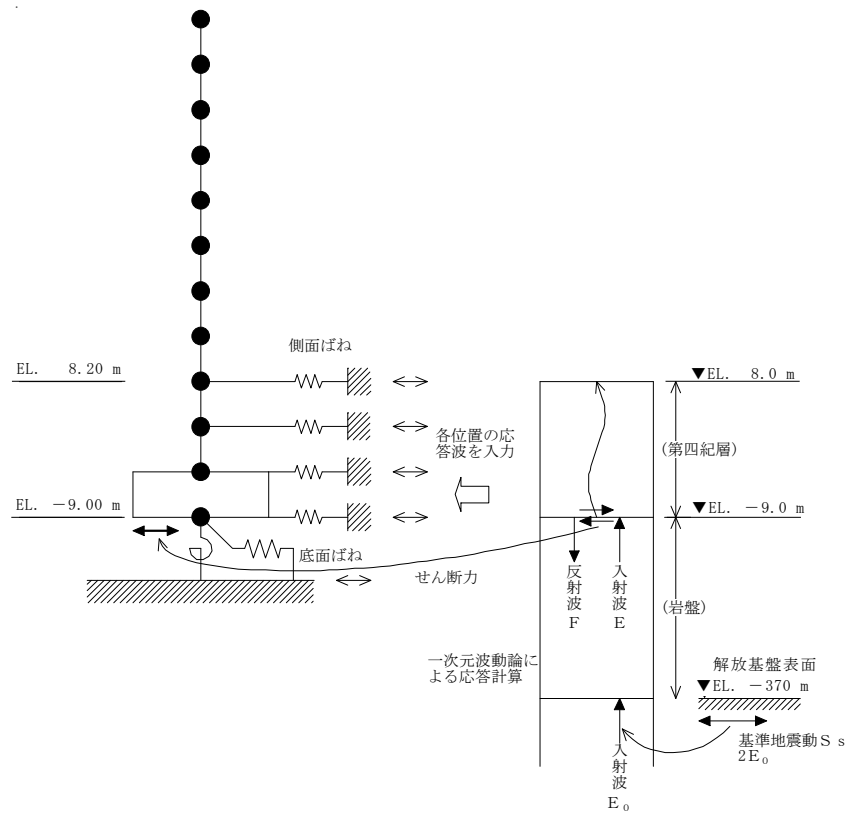 側面ばね
EL. 8.20 m
▼EL. 8.0 m
各位置の応
答波を入力
(第四紀層)
EL. －9.00 m
▼EL. －9.0 m
底面ばね
せん断力
反射波F
入射波E
(岩盤)
一次元波動論に
よる応答計算
解放基盤表面
▼EL. －370 m
基準地震動Ｓｓ
2E₀
入射波E₀